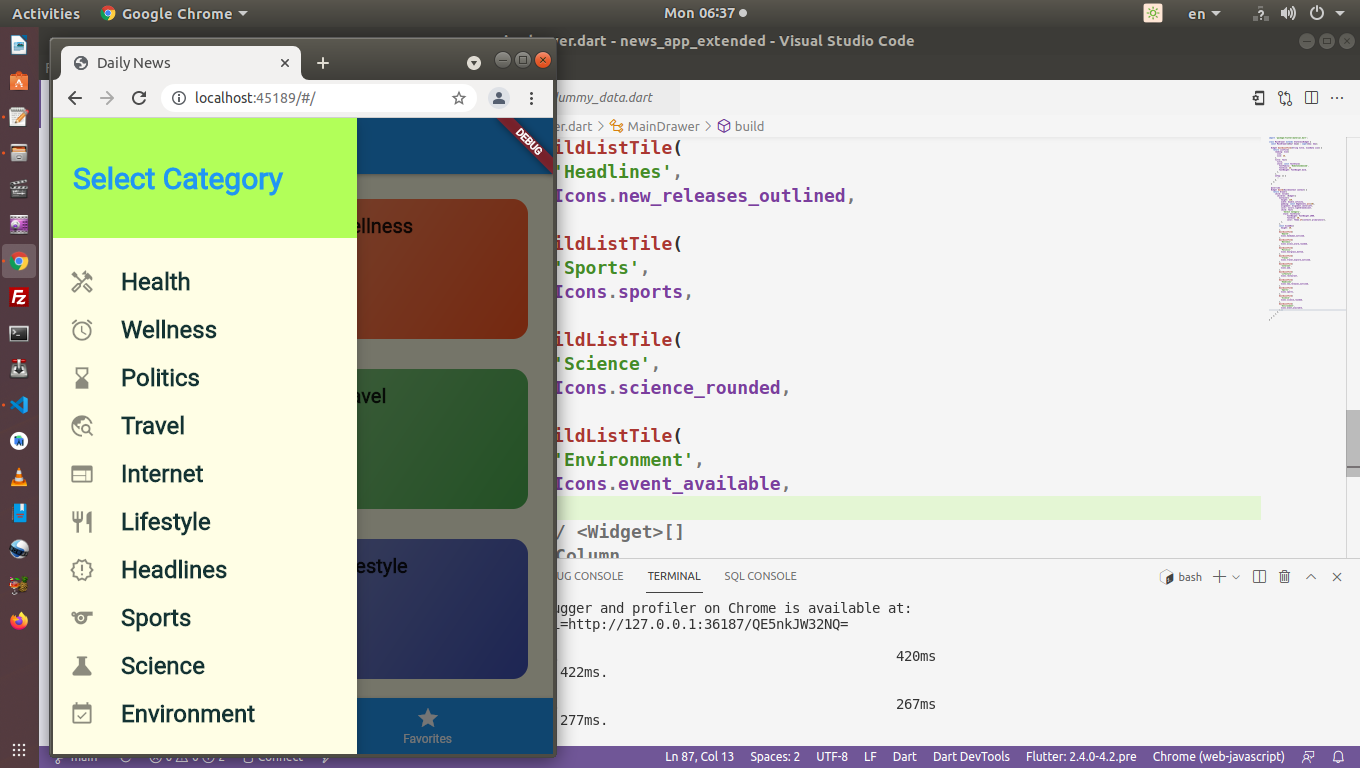 Activities
Google Chrome
Mon 06:37
en
er.dart - news_app_extended - Visual Studio Code
Daily News
localhost:45189/#/
DEBUG
Select Category
Health
Wellness
Politics
Travel
Internet
Lifestyle
Headlines
Sports
Science
Environment
ellness
avel
estyle
Favorites
ummy_data.dart
er.dart > MainDrawer > build
ildListTile(
'Headlines',
Icons.new_releases_outlined,
ildListTile(
'Sports',
Icons.sports,
ildListTile(
'Science',
Icons.science_rounded,
ildListTile(
'Environment',
Icons.event_available,
/ <Widget>[]
Column
UG CONSOLE
TERMINAL
SQL CONSOLE
bash
ugger and profiler on Chrome is available at:
=http://127.0.0.1:36187/QE5nkJW32NQ=
420ms
422ms.
267ms
277ms.
main
Connect
Ln 87, Col 13
Spaces: 2
UTF-8
LF
Dart
Dart DevTools
Flutter: 2.4.0-4.2.pre
Chrome (web-javascript)